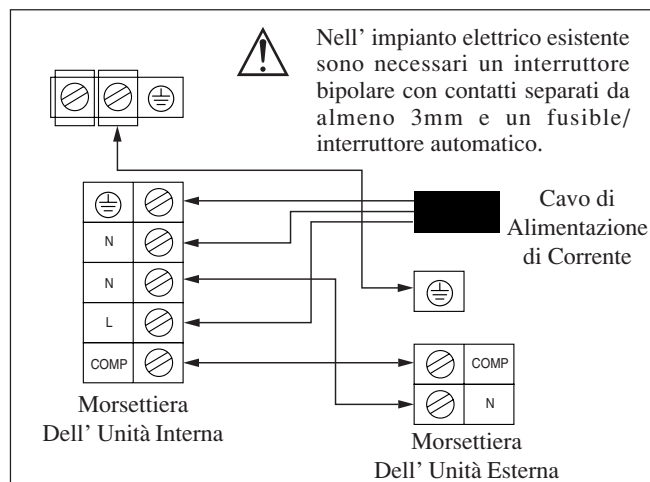 Nell' impianto elettrico esistente
sono necessari un interruttore
bipolare con contatti separati da
almeno 3mm e un fusible/
interruttore automatico.
N
N
L
COMP
Morsettiera
Dell' Unità Interna
Cavo di
Alimentazione
di Corrente
COMP
N
Morsettiera
Dell' Unità Esterna